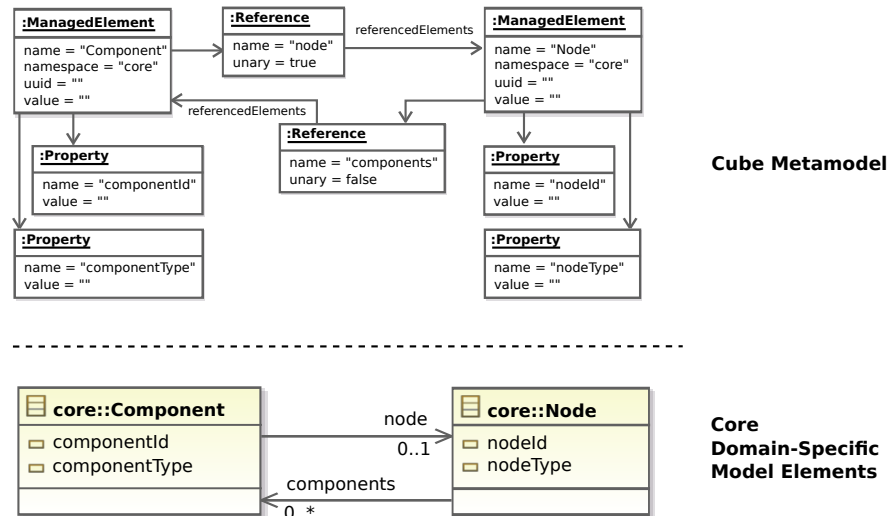 :ManagedElement
name = "Component"
namespace = "core"
uuid = ""
value = ""
:Reference
name = "node"
unary = true
referencedElements
:ManagedElement
name = "Node"
namespace = "core"
uuid = ""
value = ""
referencedElements
:Reference
name = "components"
unary = false
:Property
name = "componentId"
value = ""
:Property
name = "nodeId"
value = ""
Cube Metamodel
:Property
name = "componentType"
value = ""
:Property
name = "nodeType"
value = ""
core::Component
componentId
componentType
node
0..1
components
0..*
core::Node
nodeId
nodeType
Core
Domain-Specific
Model Elements